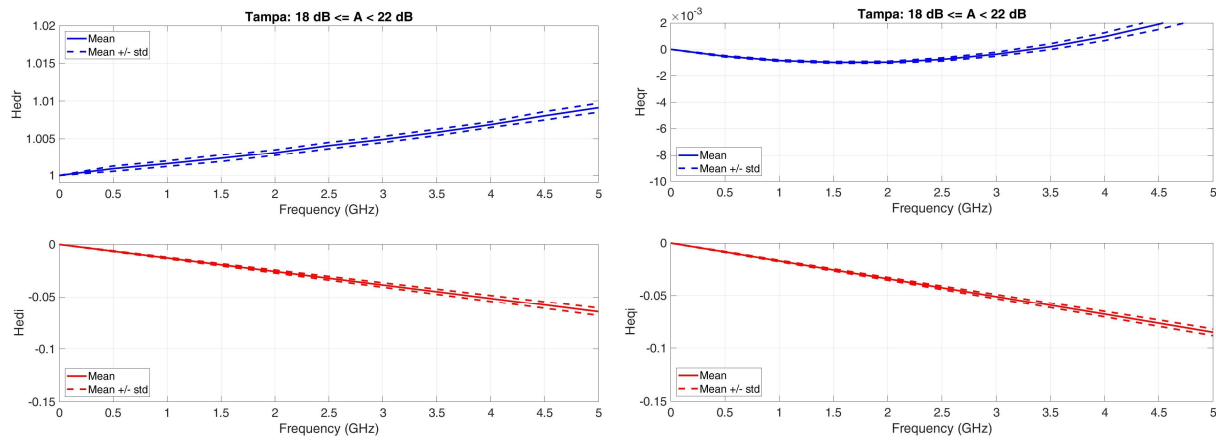 Tampa: 18 dB <= A < 22 dB
1.02
1.015
1.01
1.005
1
Hedr
Mean
Mean +/- std
0 0.5 1 1.5 2 2.5 3 3.5 4 4.5 5
Frequency (GHz)
0
-0.05
-0.1
-0.15
Hedi
Mean
Mean +/- std
0 0.5 1 1.5 2 2.5 3 3.5 4 4.5 5
Frequency (GHz)
Tampa: 18 dB <= A < 22 dB
×10⁻³
2
0
-2
-4
-6
-8
-10
Heqr
Mean
Mean +/- std
0 0.5 1 1.5 2 2.5 3 3.5 4 4.5 5
Frequency (GHz)
0
-0.05
-0.1
-0.15
Heqi
Mean
Mean +/- std
0 0.5 1 1.5 2 2.5 3 3.5 4 4.5 5
Frequency (GHz)